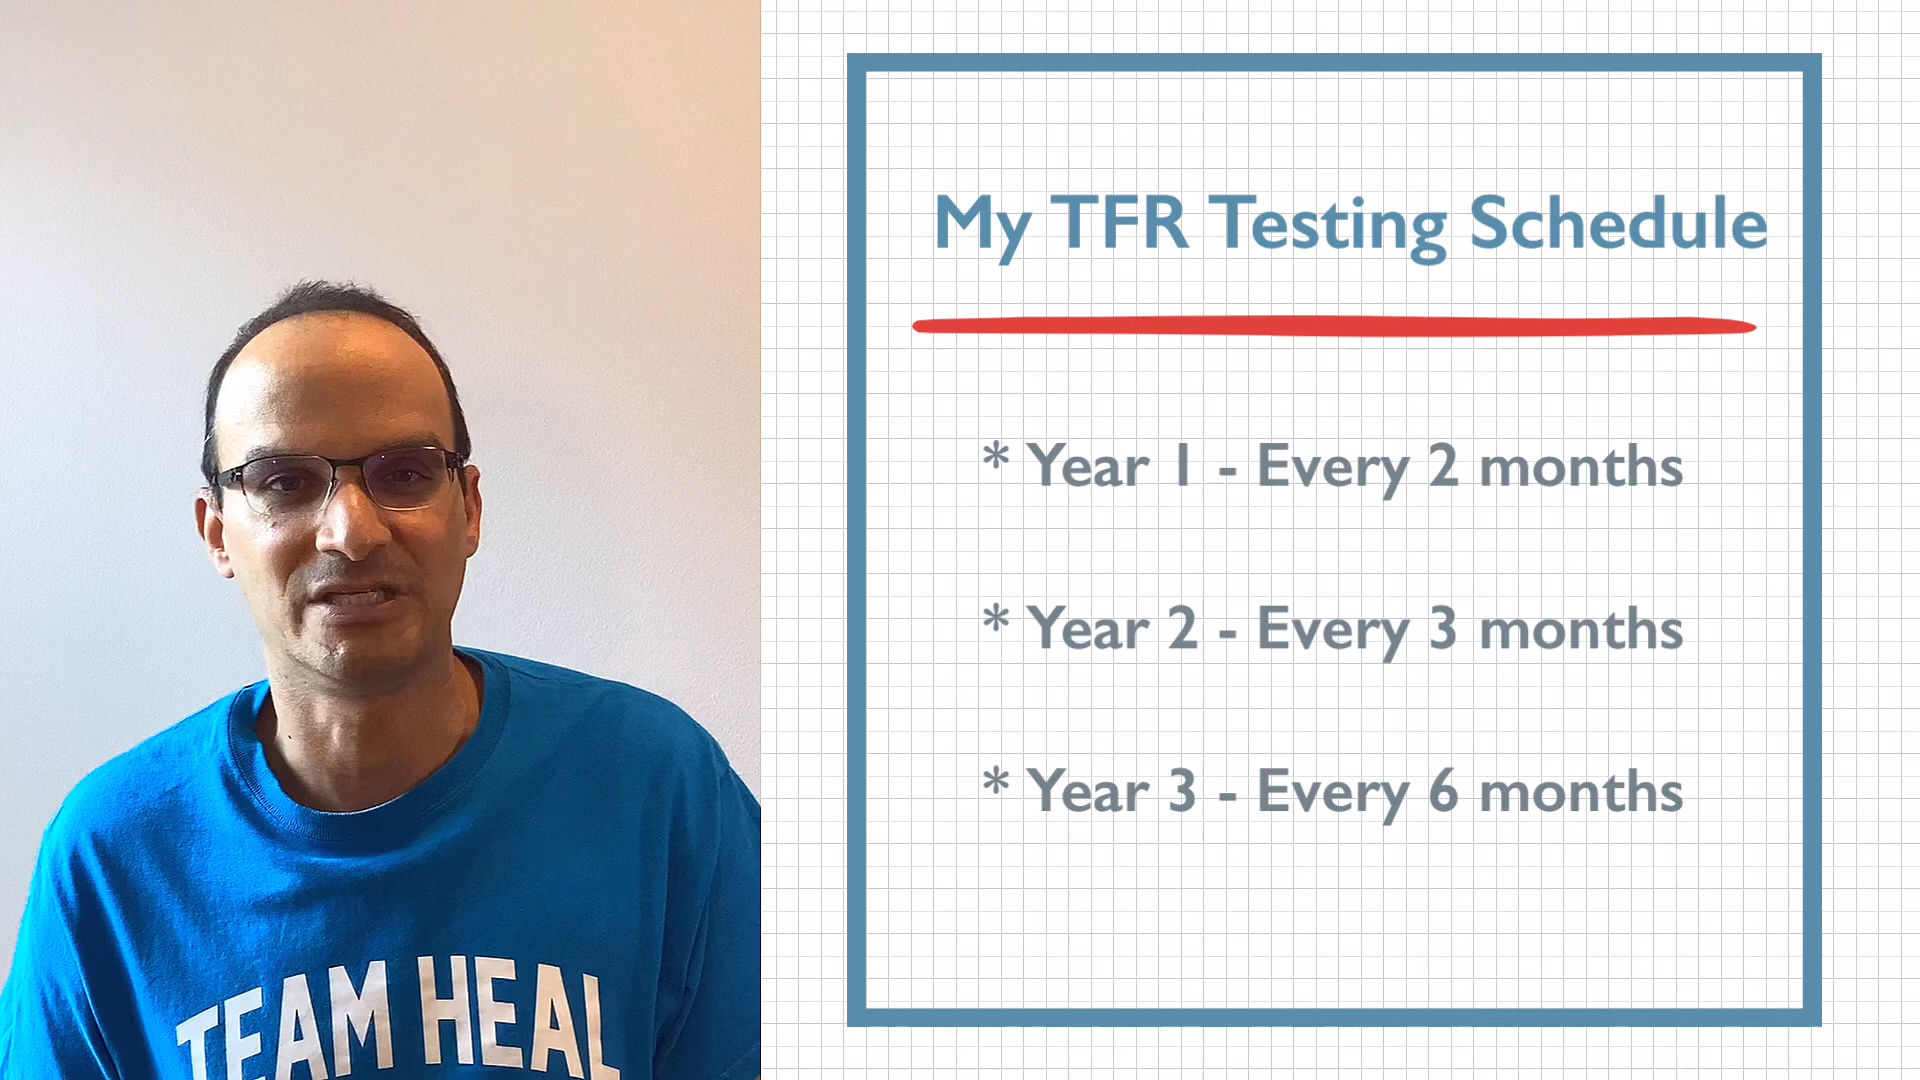 My TFR Testing Schedule
* Year 1 - Every 2 months
* Year 2 - Every 3 months
* Year 3 - Every 6 months
TEAM HEAL